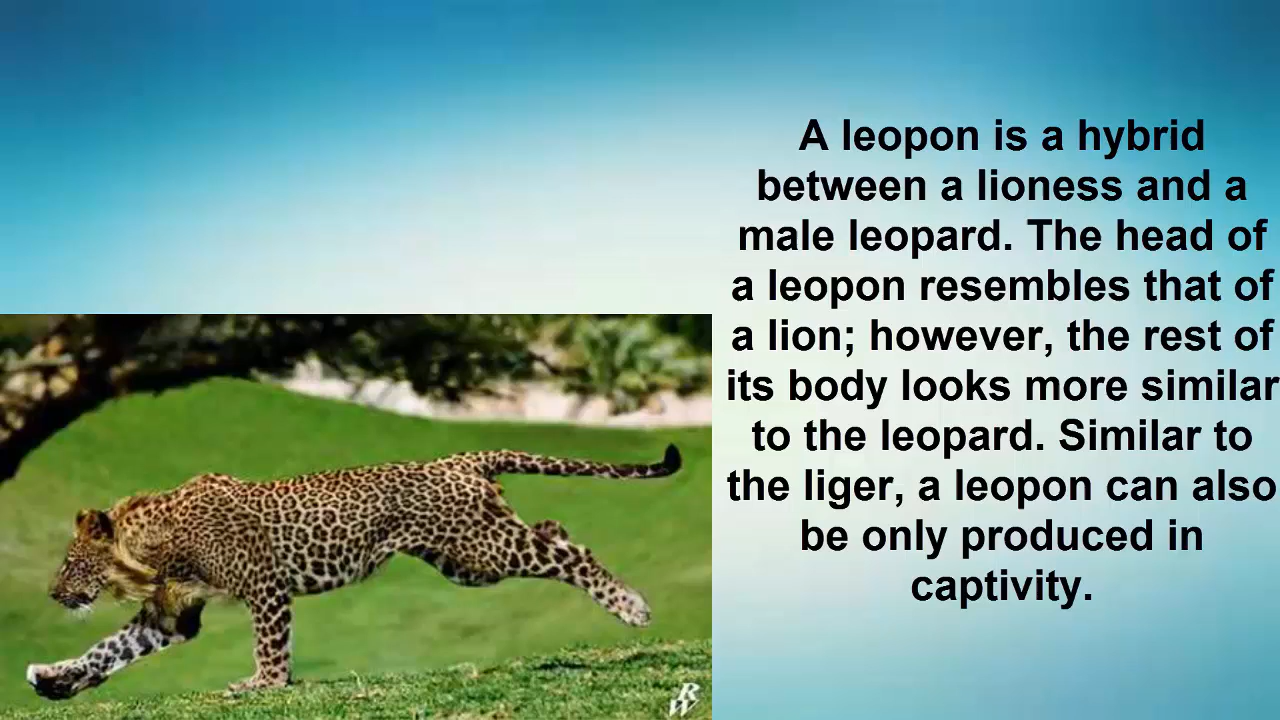 A leopon is a hybrid
between a lioness and a
male leopard. The head of
a leopon resembles that of
a lion; however, the rest of
its body looks more similar
to the leopard. Similar to
the liger, a leopon can also
be only produced in
captivity.
RW